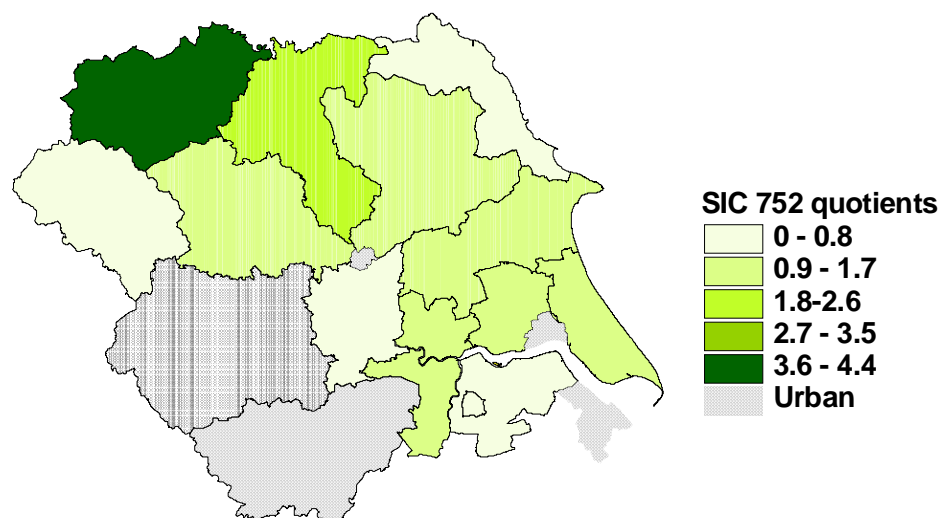 SIC 752 quotients
0 - 0.8
0.9 - 1.7
1.8-2.6
2.7 - 3.5
3.6 - 4.4
Urban